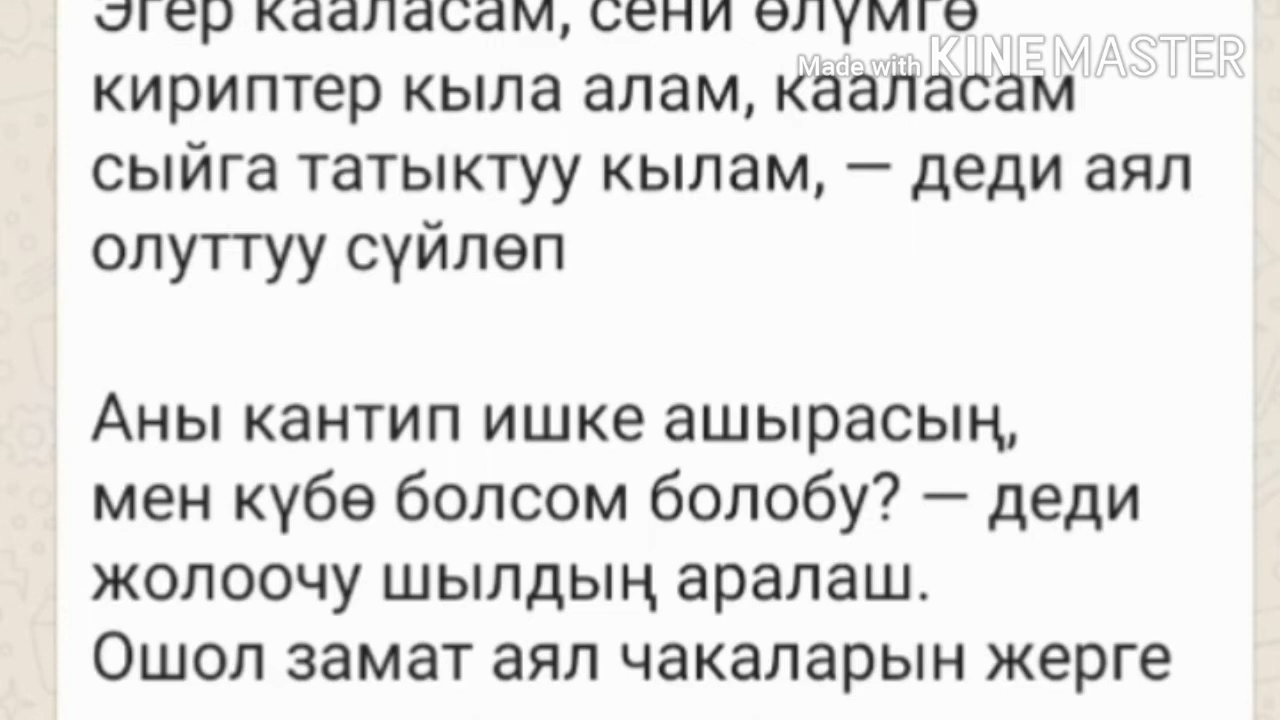 Эгер кааласам, сени өлүмгө
Made with KINEMASTER
кириптер кыла алам, кааласам
сыйга татыктуу кылам, — деди аял
олуттуу сүйлөп
Аны кантип ишке ашырасың,
мен күбө болсом болобу? — деди
жолоочу шылдың аралаш.
Ошол замат аял чакаларын жерге